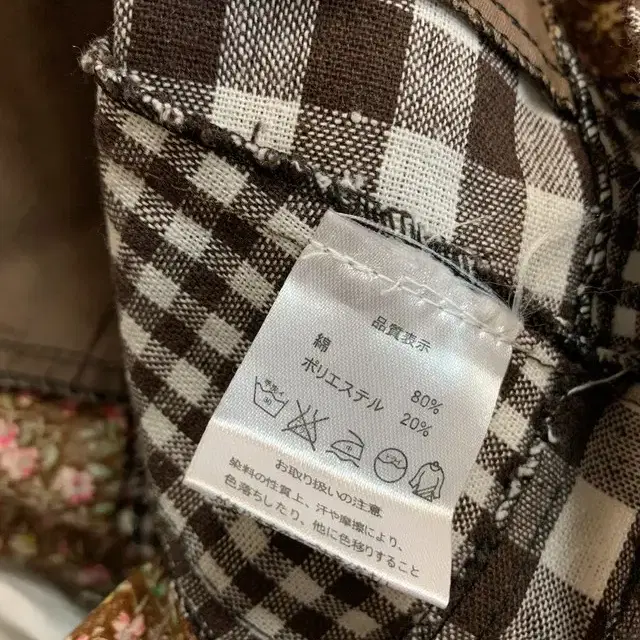 品質表示
綿 80%
ポリエステル 20%
お取り扱いの注意
染料の性質上、汗や摩擦により、
色落ちしたり、他に色移りすること